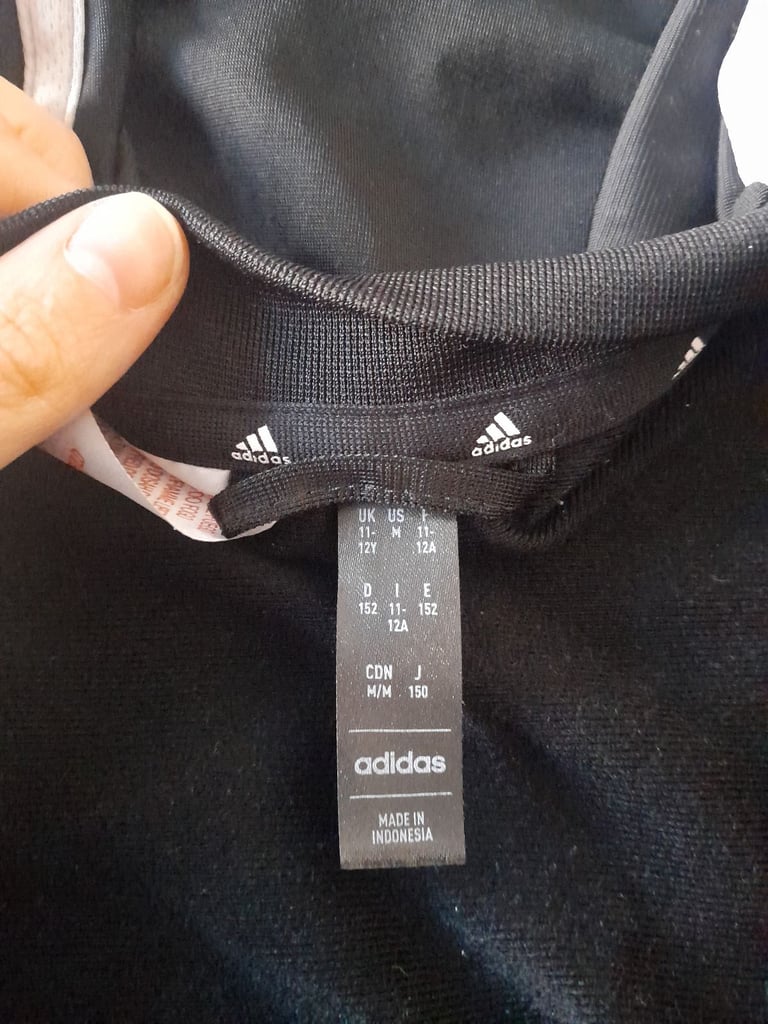 adidas
adidas
UK US F
11- M 11-
12Y 12A
D I E
152 11- 152
12A
CDN J
M/M 150
adidas
MADE IN
INDONESIA